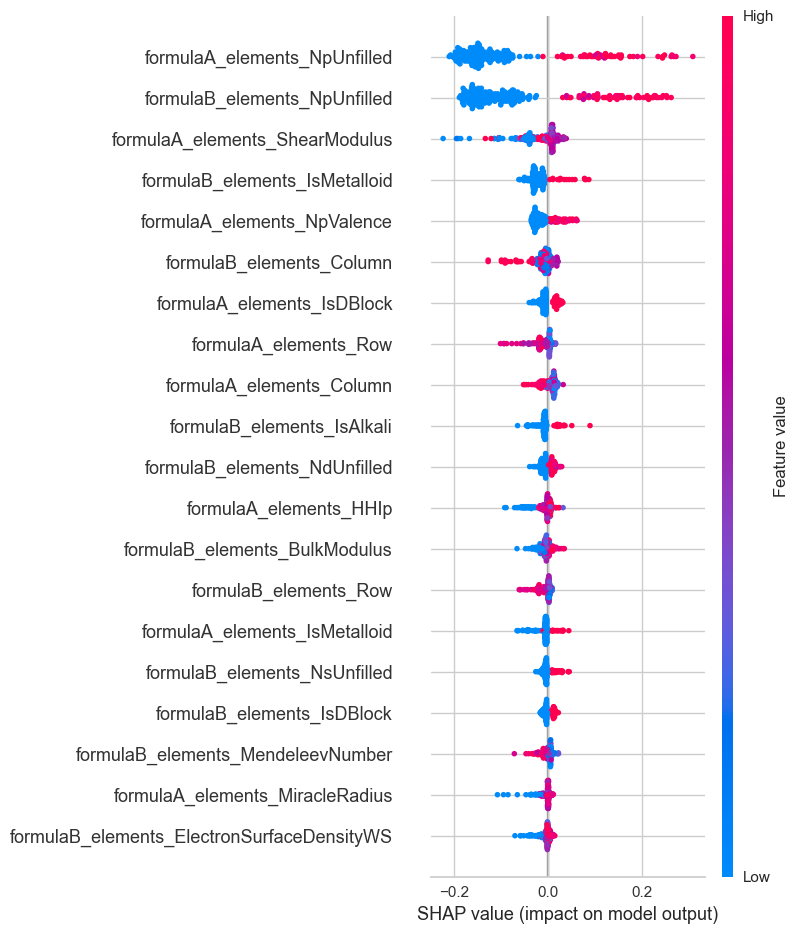 High
formulaA_elements_NpUnfilled
formulaB_elements_NpUnfilled
formulaA_elements_ShearModulus
formulaB_elements_IsMetalloid
formulaA_elements_NpValence
formulaB_elements_Column
formulaA_elements_IsDBlock
formulaA_elements_Row
formulaA_elements_Column
formulaB_elements_IsAlkali
formulaB_elements_NdUnfilled
formulaA_elements_HHIp
formulaB_elements_BulkModulus
formulaB_elements_Row
formulaA_elements_IsMetalloid
formulaB_elements_NsUnfilled
formulaB_elements_IsDBlock
formulaB_elements_MendeleevNumber
formulaA_elements_MiracleRadius
formulaB_elements_ElectronSurfaceDensityWS
Feature value
Low
−0.2 0.0 0.2
SHAP value (impact on model output)